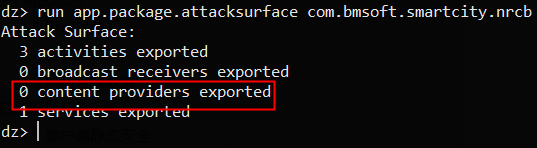 dz> run app.package.attacksurface com.bmsoft.smartcity.nrcb
Attack Surface:
3 activities exported
0 broadcast receivers exported
0 content providers exported
1 services exported
dz>